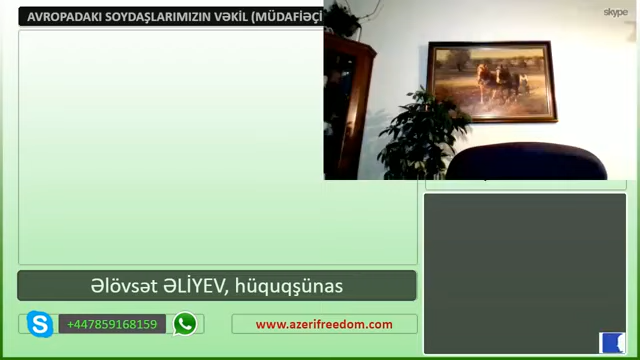 AVROPADAKI SOYDAŞLARIMIZIN VƏKİL (MÜDAFİƏÇİ
skype
Əlövsət ƏLİYEV, hüquqşünas
+447859168159
www.azerifreedom.com